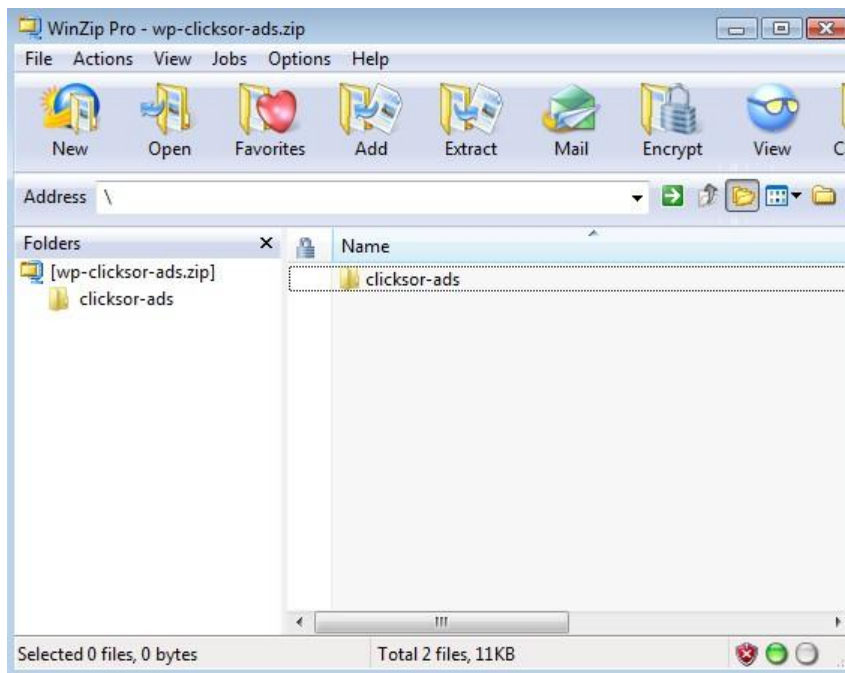 WinZip Pro - wp-clicksor-ads.zip
File Actions View Jobs Options Help
New Open Favorites Add Extract Mail Encrypt View C
Address \
Folders
Name
[wp-clicksor-ads.zip]
clicksor-ads
clicksor-ads
Selected 0 files, 0 bytes
Total 2 files, 11KB